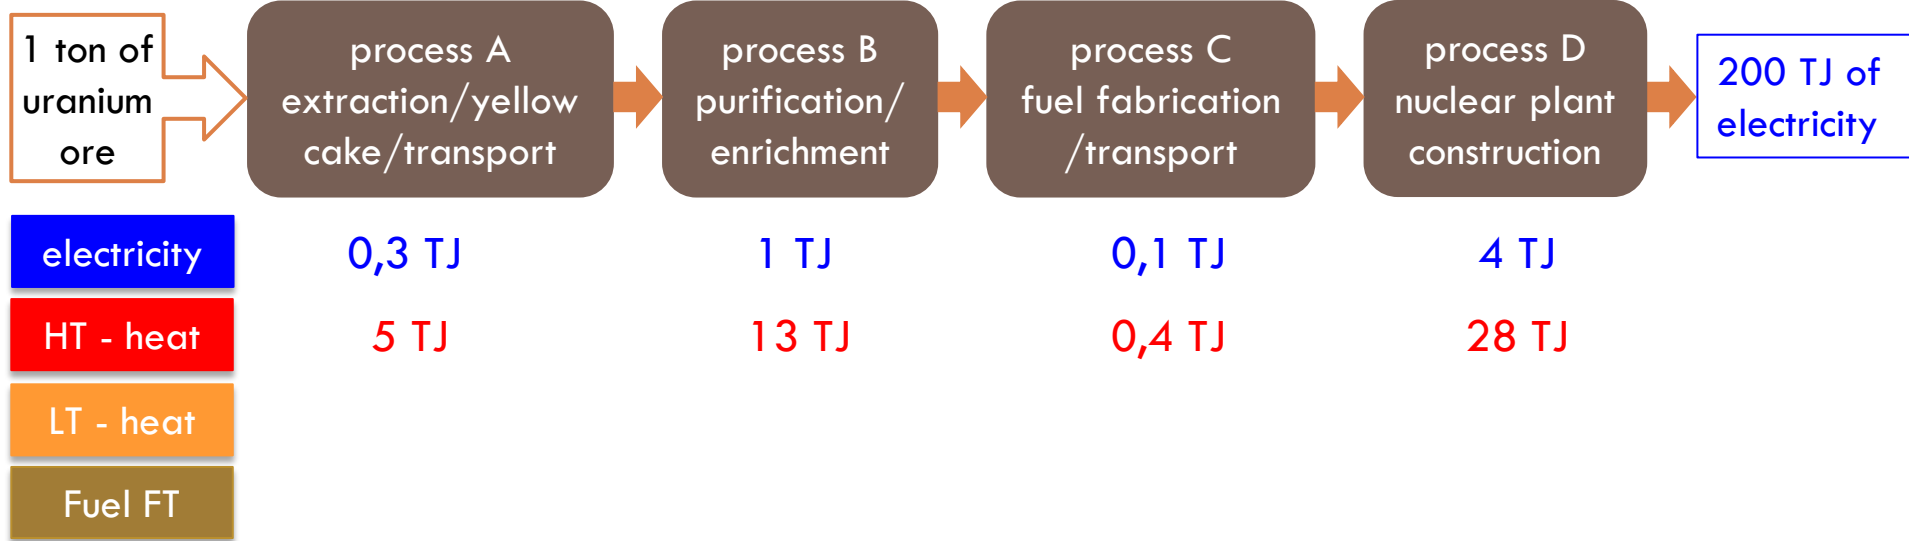 1 ton of
uranium
ore
process A
extraction/yellow
cake/transport
process B
purification/
enrichment
process C
fuel fabrication
/transport
process D
nuclear plant
construction
200 TJ of
electricity
electricity
0,3 TJ
1 TJ
0,1 TJ
4 TJ
HT - heat
5 TJ
13 TJ
0,4 TJ
28 TJ
LT - heat
Fuel FT